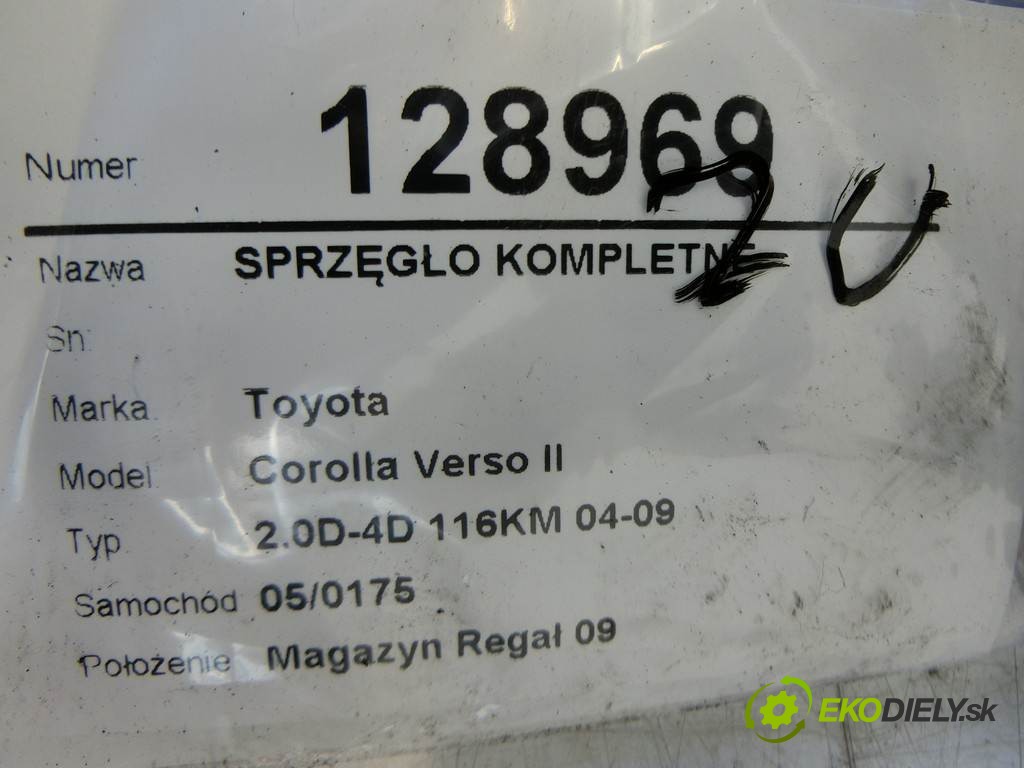 Numer 128969
20
Nazwa SPRZĘGŁO KOMPLETNE
Sn:
Marka Toyota
Model Corolla Verso II
Typ 2.0D-4D 116KM 04-09
Samochód 05/0175
Położenie Magazyn Regał 09
EKODIELY.sk